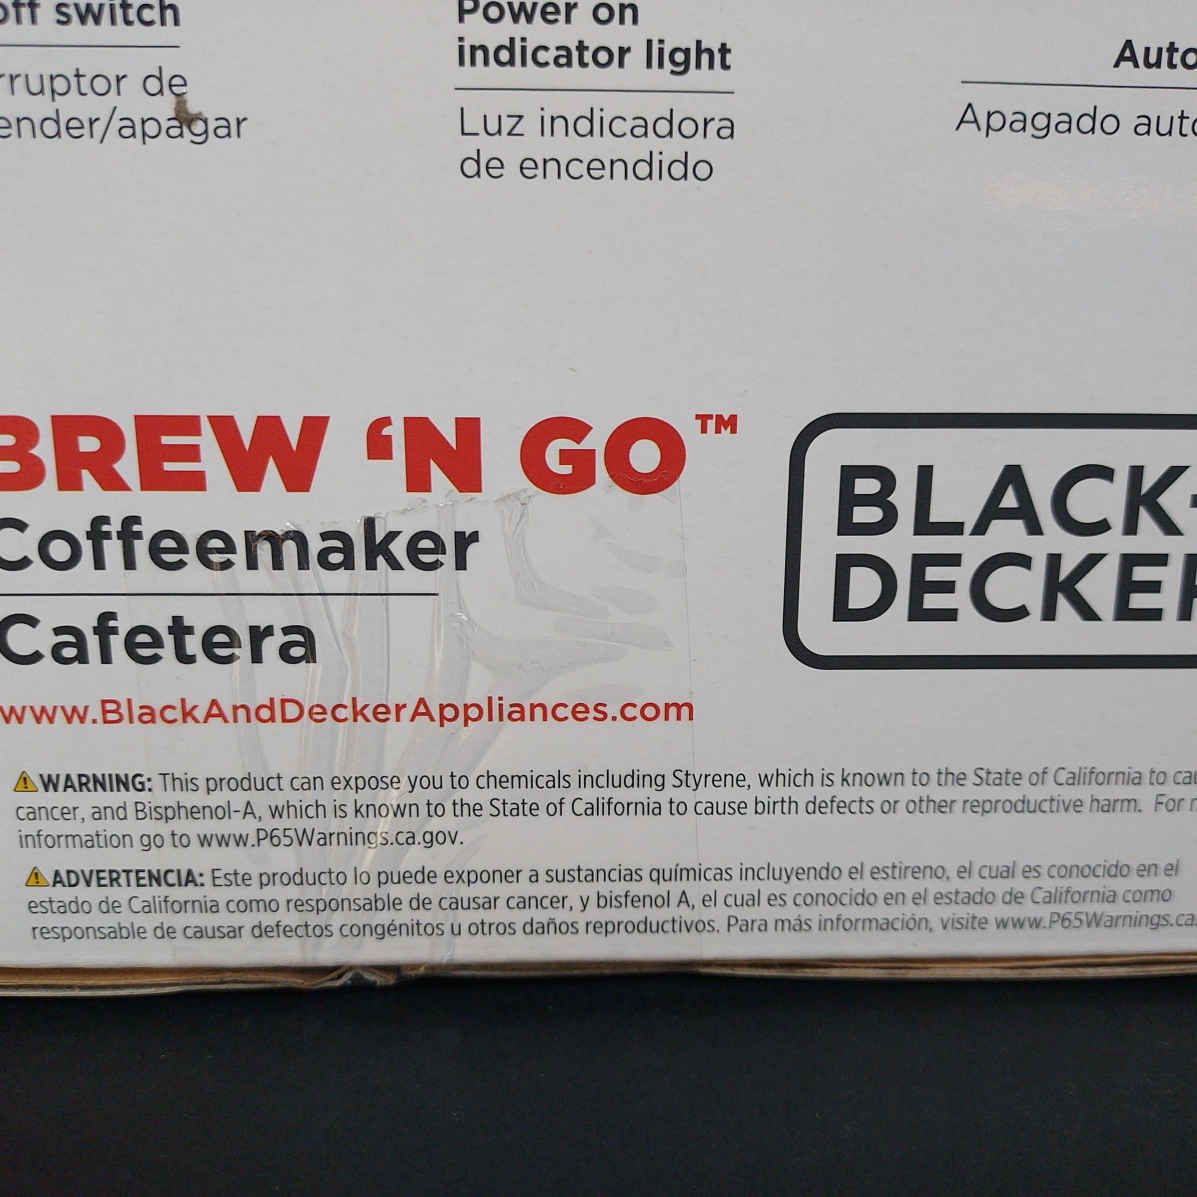 off switch
rruptor de
ender/apagar
Power on
indicator light
Luz indicadora
de encendido
Auto
Apagado auto
BREW ‘N GO™
Coffeemaker
Cafetera
www.BlackAndDeckerAppliances.com
BLACK+
DECKER
⚠WARNING: This product can expose you to chemicals including Styrene, which is known to the State of California to cau
cancer, and Bisphenol-A, which is known to the State of California to cause birth defects or other reproductive harm. For m
information go to www.P65Warnings.ca.gov.
⚠ADVERTENCIA: Este producto lo puede exponer a sustancias químicas incluyendo el estireno, el cual es conocido en el
estado de California como responsable de causar cancer, y bisfenol A, el cual es conocido en el estado de California como
responsable de causar defectos congénitos u otros daños reproductivos. Para más información, visite www.P65Warnings.ca.